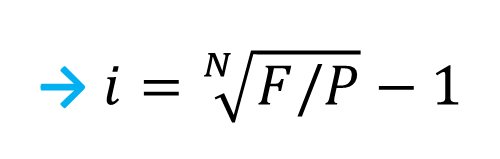 → i = ᴺ√F/P − 1